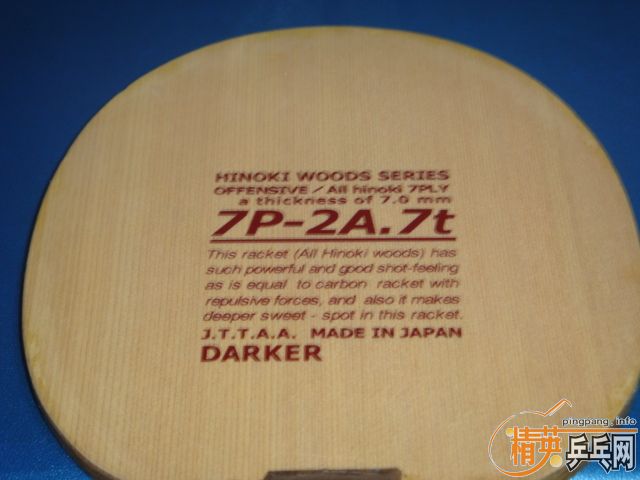 HINOKI WOODS SERIES
OFFENSIVE / All hinoki 7PLY
a thickness of 7.0 mm
7P-2A.7t
This racket (All Hinoki woods) has
such powerful and good shot-feeling
as is equal to carbon racket with
repulsive forces, and also it makes
deeper sweet - spot in this racket.
J.T.T.A.A. MADE IN JAPAN
DARKER
pingpang.info
精英乒乓网